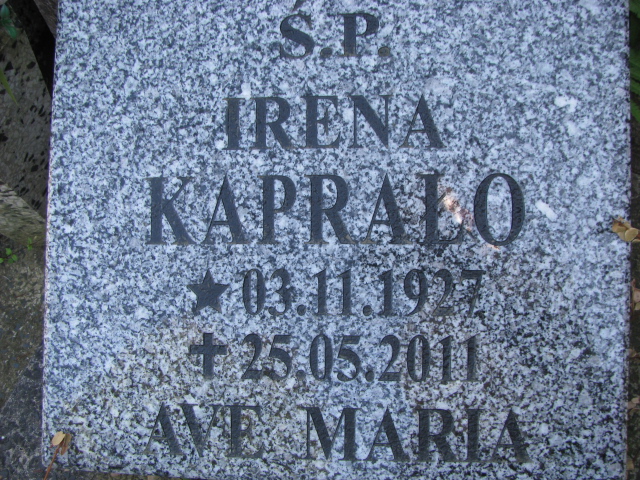 Ś.P.
IRENA
KAPRAŁO
★ 03.11.1927
✝ 25.05.2011
AVE MARIA